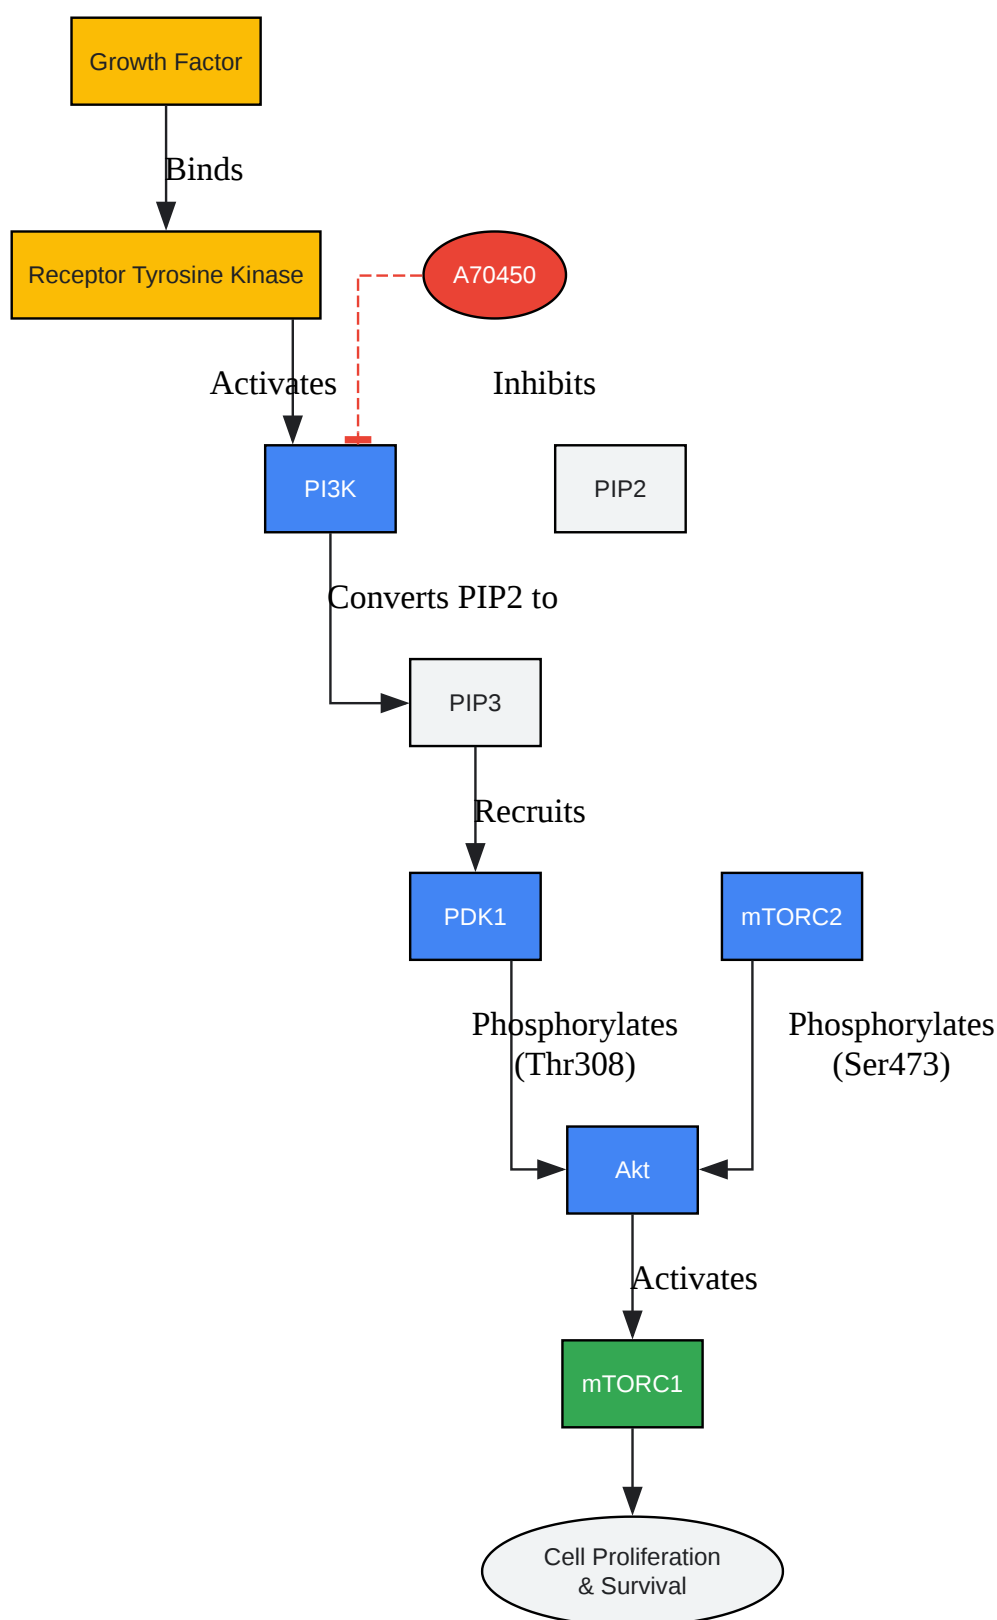 Growth Factor
Binds
Receptor Tyrosine Kinase
A70450
Activates
Inhibits
PI3K
PIP2
Converts PIP2 to
PIP3
Recruits
PDK1
mTORC2
Phosphorylates
(Thr308)
Phosphorylates
(Ser473)
Akt
Activates
mTORC1
Cell Proliferation
& Survival